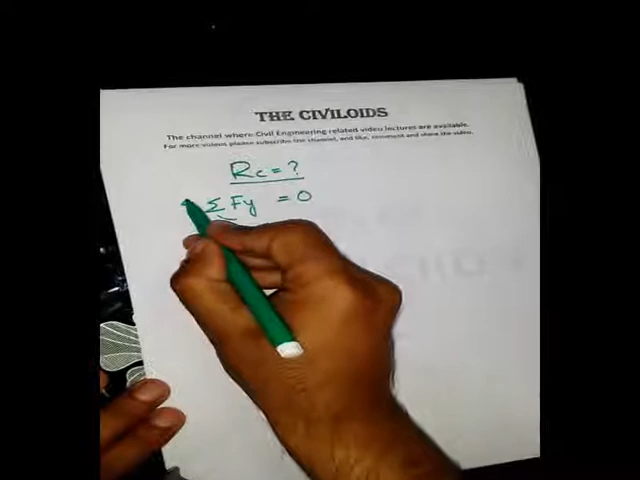 THE CIVILOIDS
The channel where Civil Engineering related video lectures are available.
For more videos please subscribe the channel, and like, comment and share the video.
Rc = ?
Σ Fy = 0